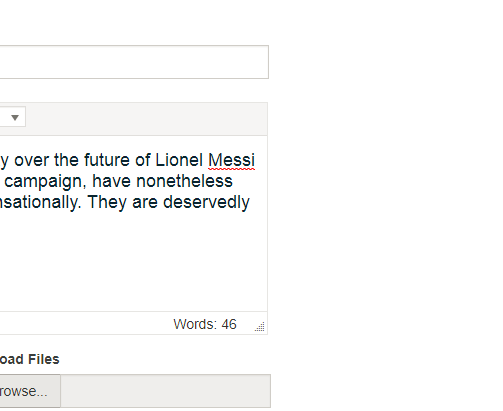 y over the future of Lionel Messi
campaign, have nonetheless
nsationally. They are deservedly
Words: 46
oad Files
rowse...